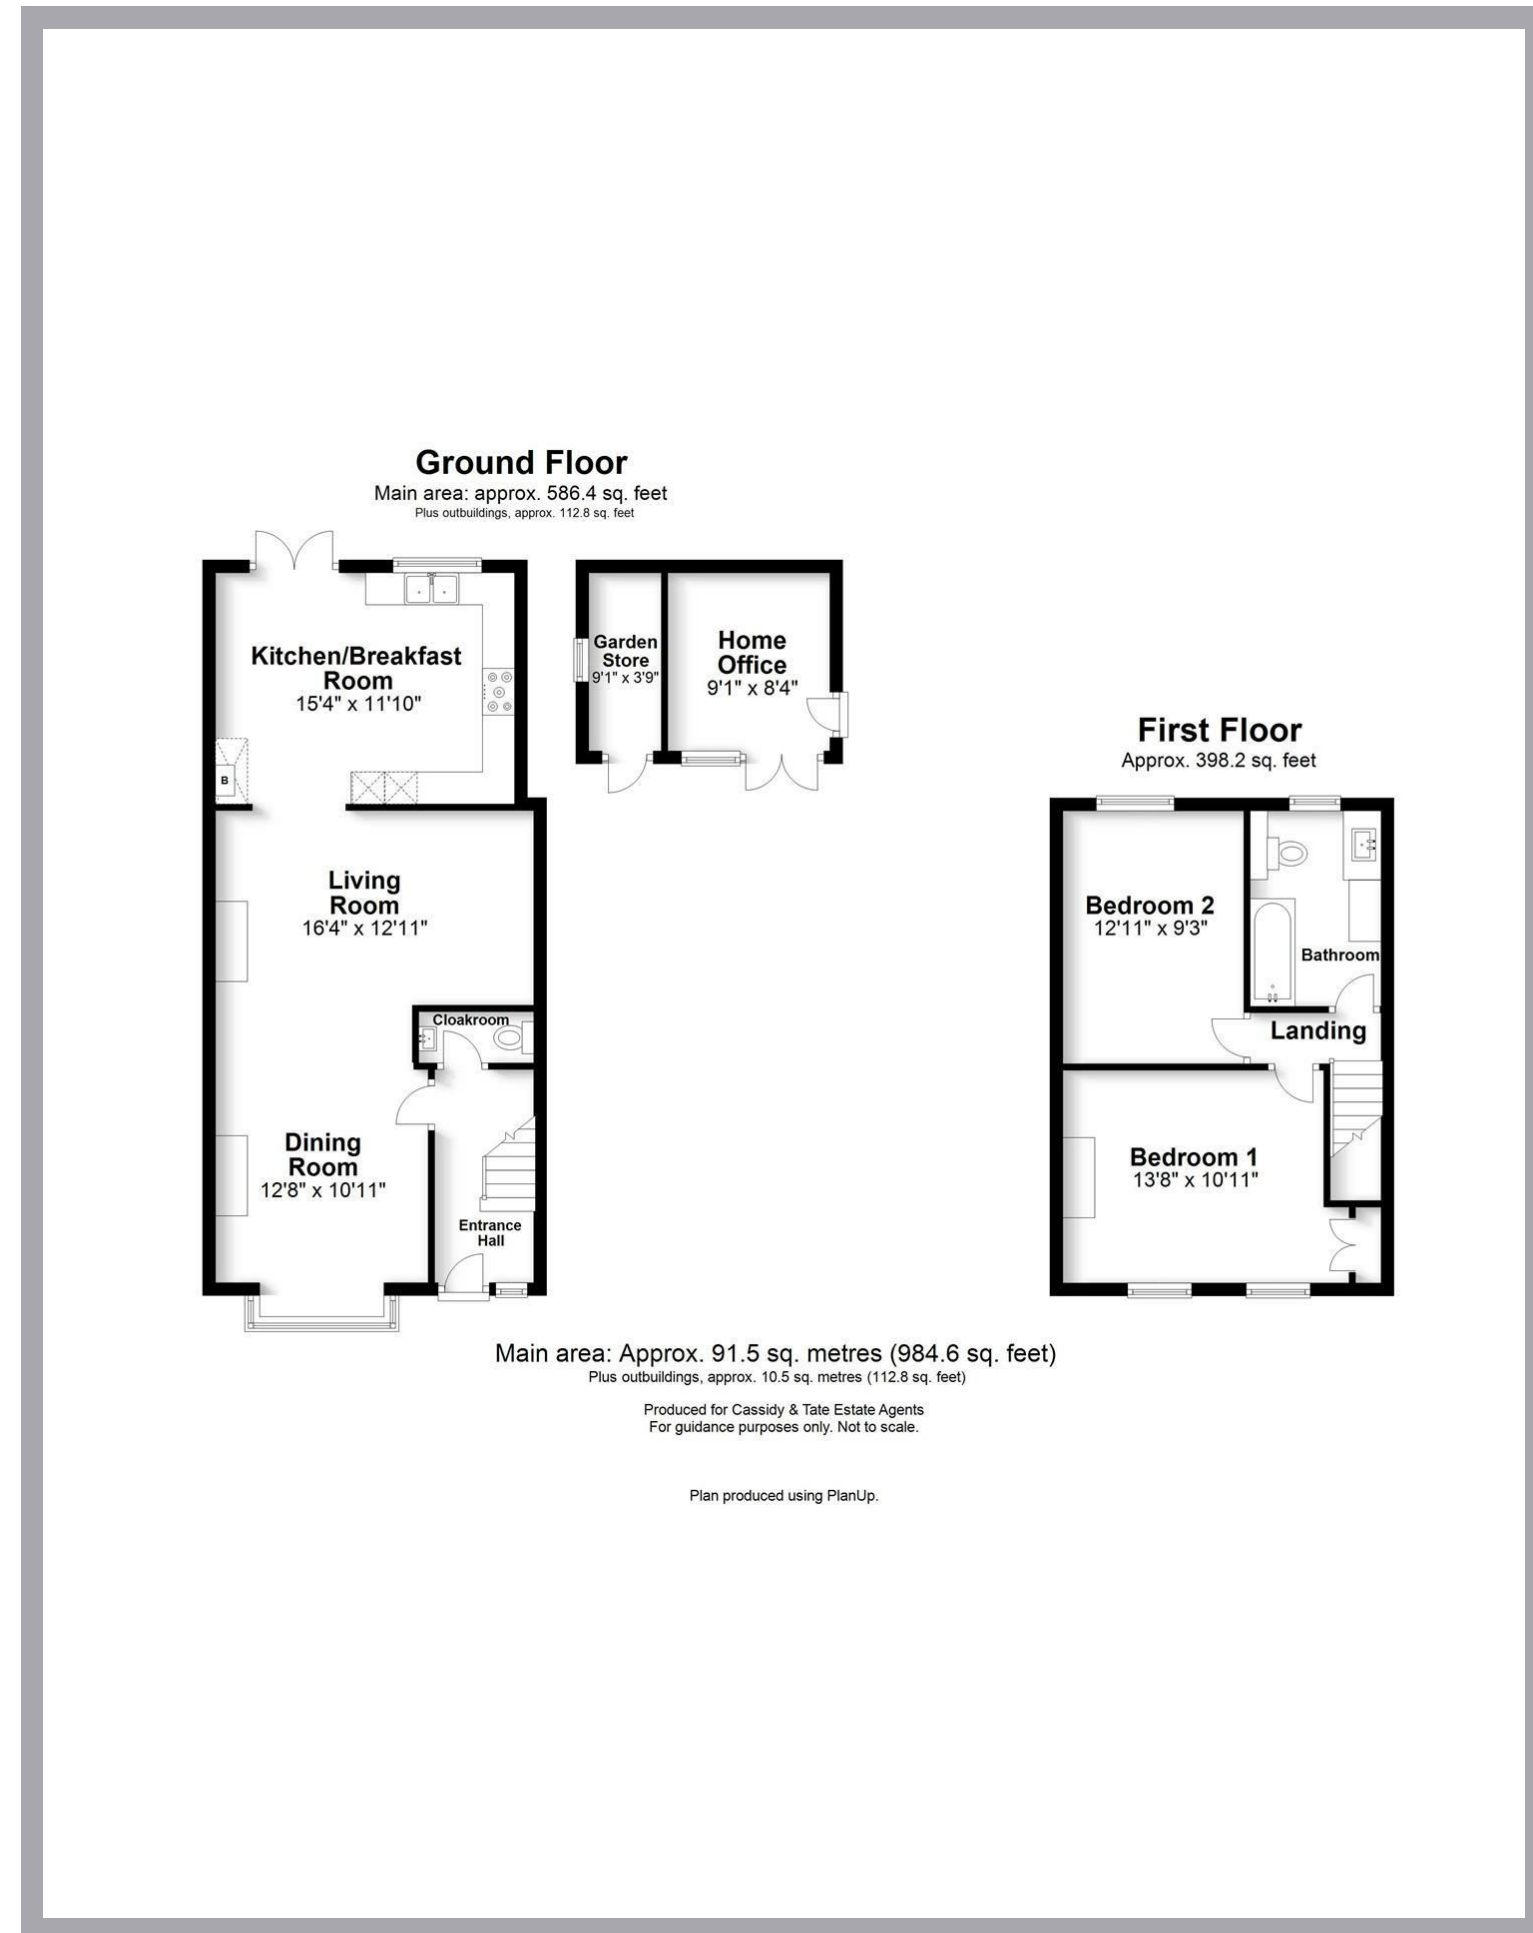 Ground Floor
Main area: approx. 586.4 sq. feet
Plus outbuildings, approx. 112.8 sq. feet
Kitchen/Breakfast
Room
15'4" x 11'10"
B
Garden
Store
9'1" x 3'9"
Home
Office
9'1" x 8'4"
Living
Room
16'4" x 12'11"
Cloakroom
Dining
Room
12'8" x 10'11"
Entrance
Hall
First Floor
Approx. 398.2 sq. feet
Bedroom 2
12'11" x 9'3"
Bathroom
Landing
Bedroom 1
13'8" x 10'11"
Main area: Approx. 91.5 sq. metres (984.6 sq. feet)
Plus outbuildings, approx. 10.5 sq. metres (112.8 sq. feet)
Produced for Cassidy & Tate Estate Agents
For guidance purposes only. Not to scale.
Plan produced using PlanUp.